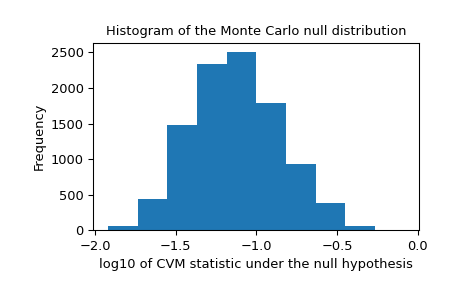 Histogram of the Monte Carlo null distribution
Frequency
2500
2000
1500
1000
500
0
−2.0 −1.5 −1.0 −0.5 0.0
log10 of CVM statistic under the null hypothesis